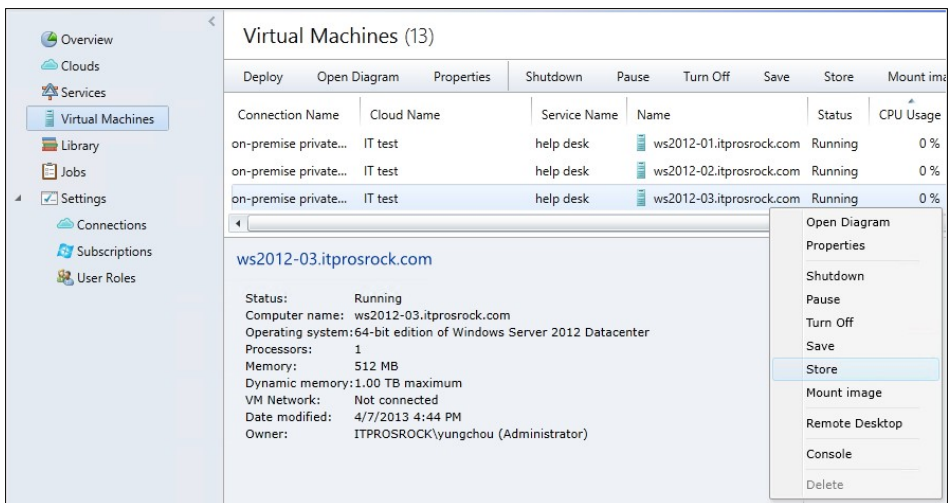 Overview
Clouds
Services
Virtual Machines
Library
Jobs
Settings
Connections
Subscriptions
User Roles
Virtual Machines (13)
Deploy Open Diagram Properties Shutdown Pause Turn Off Save Store Mount ima
Connection Name Cloud Name Service Name Name Status CPU Usage
on-premise private... IT test help desk ws2012-01.itprosrock.com Running 0 %
on-premise private... IT test help desk ws2012-02.itprosrock.com Running 0 %
on-premise private... IT test help desk ws2012-03.itprosrock.com Running 0 %
ws2012-03.itprosrock.com
Status: Running
Computer name: ws2012-03.itprosrock.com
Operating system: 64-bit edition of Windows Server 2012 Datacenter
Processors: 1
Memory: 512 MB
Dynamic memory: 1.00 TB maximum
VM Network: Not connected
Date modified: 4/7/2013 4:44 PM
Owner: ITPROSROCK\yungchou (Administrator)
Open Diagram
Properties
Shutdown
Pause
Turn Off
Save
Store
Mount image
Remote Desktop
Console
Delete